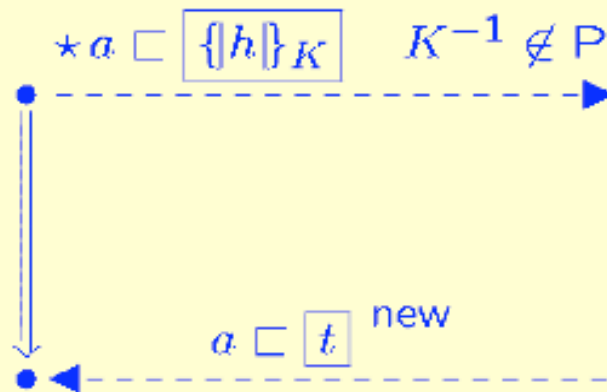 ⋆ a ⊏ {|h|}_K K^{-1} ∉ P
a ⊏ t new